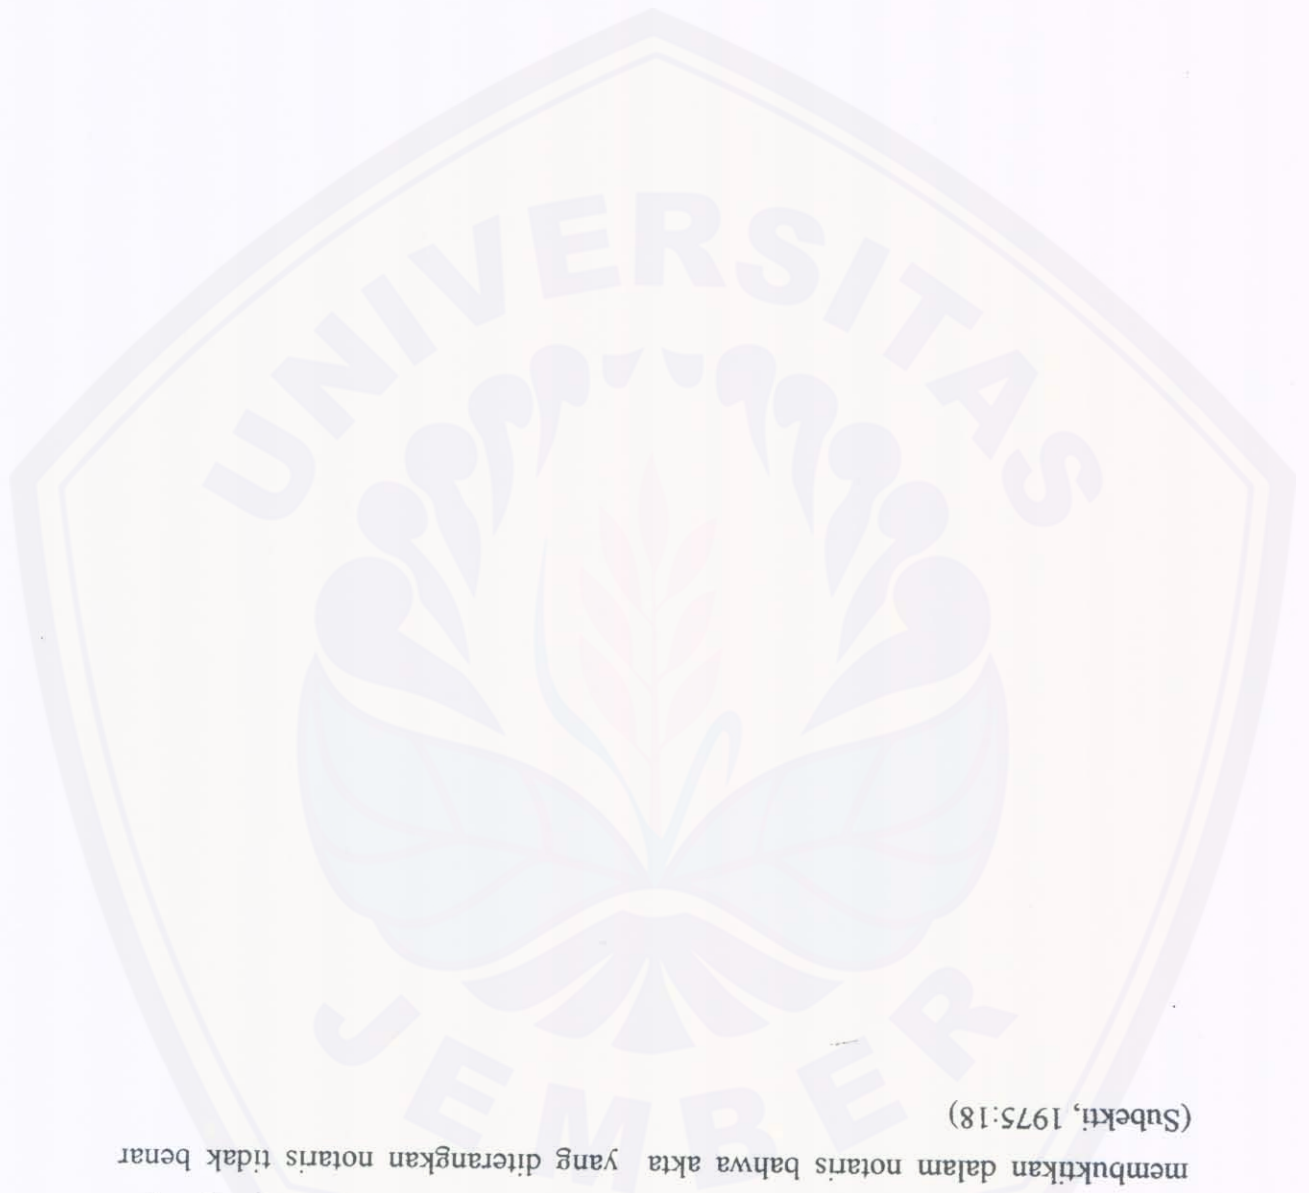 membuktikan dalam notaris bahwa akta yang diterangkan notaris tidak benar
(Subekti, 1975:18)
UNIVERSITAS
JEMBER